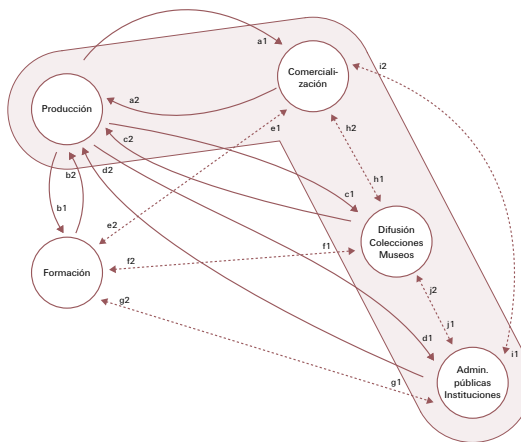 a1
i2
Comerciali-
zación
a2
Producción
e1
h2
c2
d2
b2
h1
c1
b1
e2
Difusión
Colecciones
Museos
f1
f2
Formación
g2
j2
j1
d1
i1
Admin.
públicas
Instituciones
g1